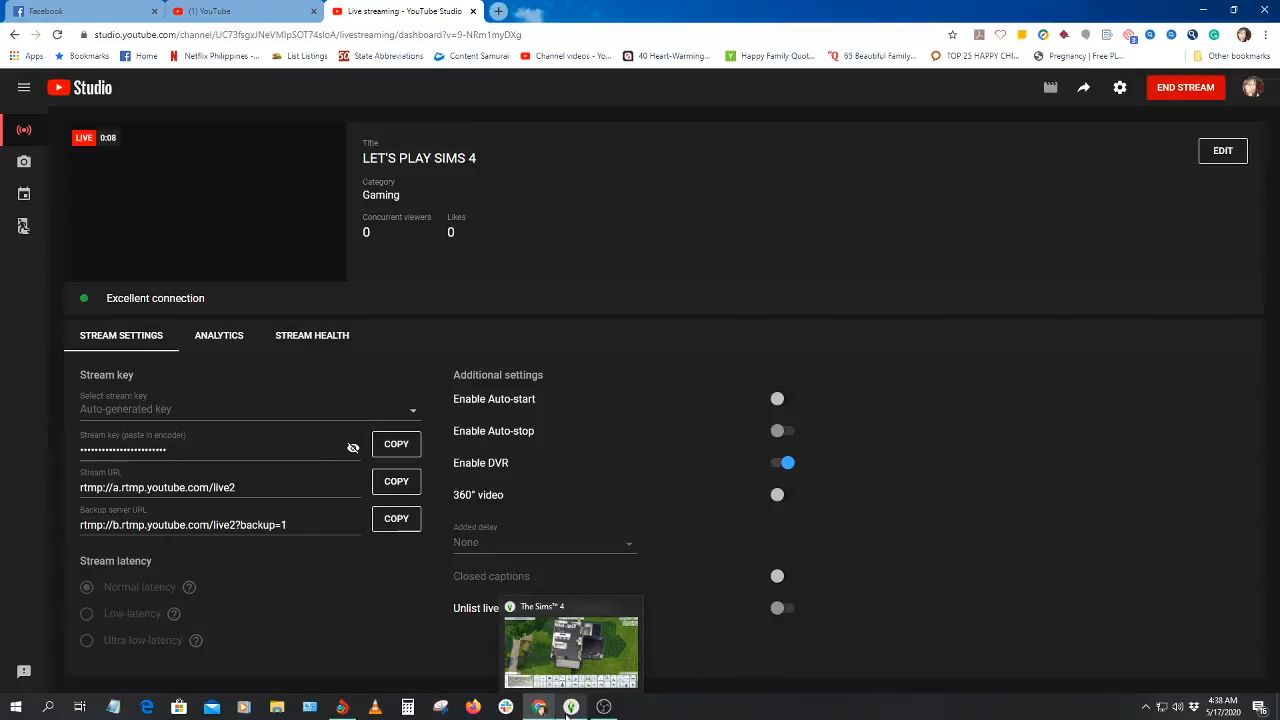 Facebook
(1) YouTube
Live streaming - YouTube Studio
studio.youtube.com/channel/UC73fsgxJNeVMIpSOT74sIoA/livestreaming/dashboard?v=9-NRm1myDXg
Apps
Bookmarks
Home
Netflix Philippines -...
List Listings
50 State Abbreviations
Content Samurai
Channel videos - Yo...
40 Heart-Warming...
Happy Family Quot...
65 Beautiful Family...
TOP 25 HAPPY CHI...
Pregnancy | Free PL...
Other bookmarks
Studio
END STREAM
LIVE 0:08
Title
LET'S PLAY SIMS 4
EDIT
Category
Gaming
Concurrent viewers Likes
0 0
Excellent connection
STREAM SETTINGS ANALYTICS STREAM HEALTH
Stream key
Select stream key
Auto-generated key
Stream key (paste in encoder)
•••••••••••••••••••••••• COPY
Stream URL
rtmp://a.rtmp.youtube.com/live2 COPY
Backup server URL
rtmp://b.rtmp.youtube.com/live2?backup=1 COPY
Stream latency
Normal latency
Low-latency
Ultra low-latency
Additional settings
Enable Auto-start
Enable Auto-stop
Enable DVR
360° video
Added delay
None
Closed captions
Unlist live
The Sims™ 4
4:38 AM
5/17/2020